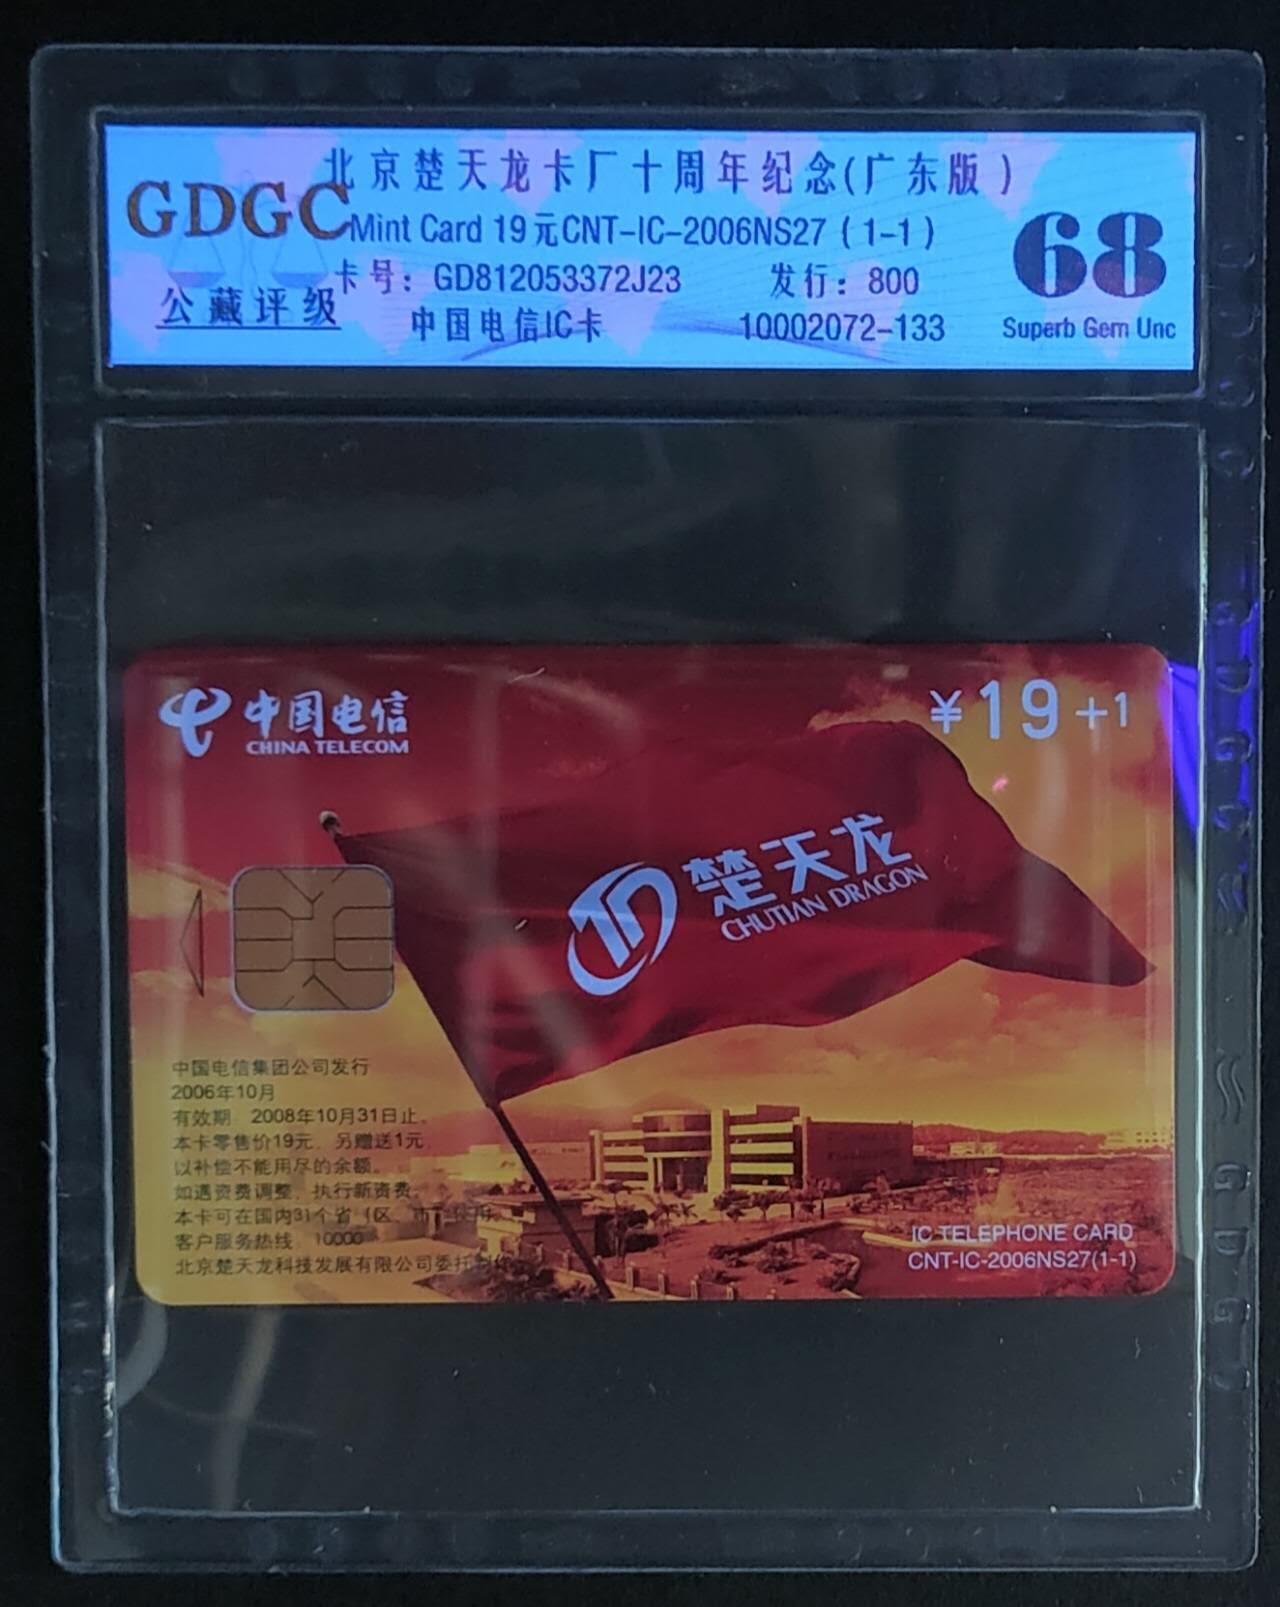 北京楚天龙卡厂十周年纪念(广东版)
GDGC
Mint Card 19元CNT-IC-2006NS27 (1-1)
68
卡号: GD812053372J23 发行: 800
公藏评级
中国电信IC卡 10002072-133 Superb Gem Unc
中国电信
CHINA TELECOM
¥19+1
楚天龙
CHUTIAN DRAGON
中国电信集团公司发行
2006年10月
有效期 2008年10月31日止。
本卡零售价19元, 另赠送1元,
以补偿不能用尽的余额。
如遇资费调整, 执行新资费。
本卡可在国内31个省(区、市)使用。
客户服务热线 10000
北京楚天龙科技发展有限公司委托制作
IC TELEPHONE CARD
CNT-IC-2006NS27(1-1)